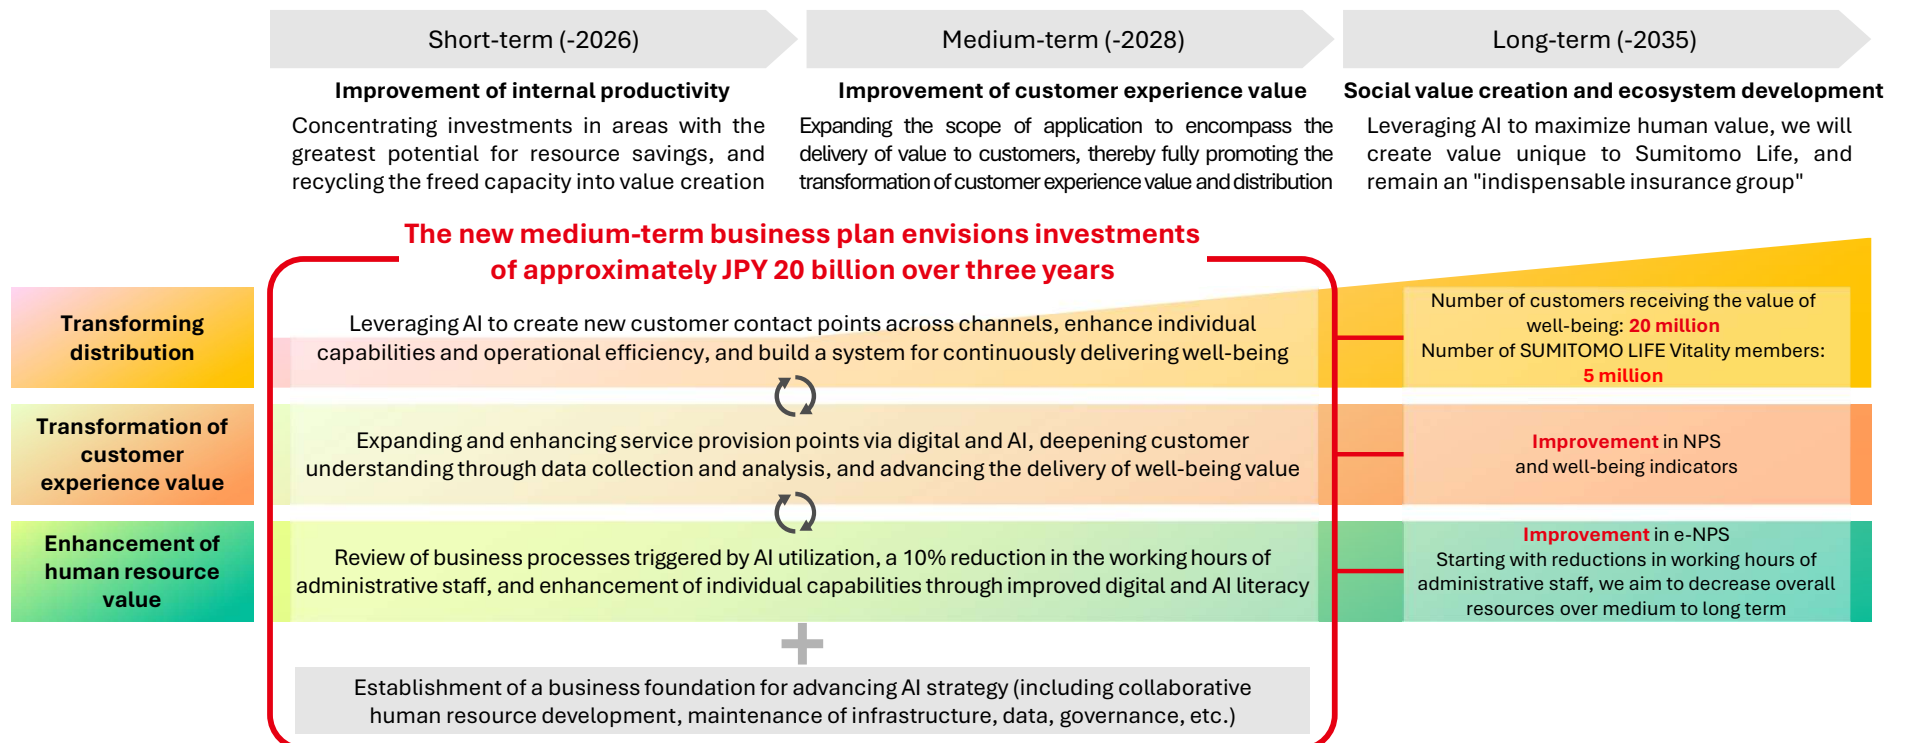 Short-term (-2026)
Medium-term (-2028)
Long-term (-2035)
Improvement of internal productivity
Concentrating investments in areas with the
greatest potential for resource savings, and
recycling the freed capacity into value creation
Improvement of customer experience value
Expanding the scope of application to encompass the
delivery of value to customers, thereby fully promoting the
transformation of customer experience value and distribution
Social value creation and ecosystem development
Leveraging AI to maximize human value, we will
create value unique to Sumitomo Life, and
remain an "indispensable insurance group"
The new medium-term business plan envisions investments
of approximately JPY 20 billion over three years
Transforming
distribution
Leveraging AI to create new customer contact points across channels, enhance individual
capabilities and operational efficiency, and build a system for continuously delivering well-being
Number of customers receiving the value of
well-being: 20 million
Number of SUMITOMO LIFE Vitality members:
5 million
Transformation of
customer
experience value
Expanding and enhancing service provision points via digital and AI, deepening customer
understanding through data collection and analysis, and advancing the delivery of well-being value
Improvement in NPS
and well-being indicators
Enhancement of
human resource
value
Review of business processes triggered by AI utilization, a 10% reduction in the working hours of
administrative staff, and enhancement of individual capabilities through improved digital and AI literacy
Improvement in e-NPS
Starting with reductions in working hours of
administrative staff, we aim to decrease overall
resources over medium to long term
Establishment of a business foundation for advancing AI strategy (including collaborative
human resource development, maintenance of infrastructure, data, governance, etc.)